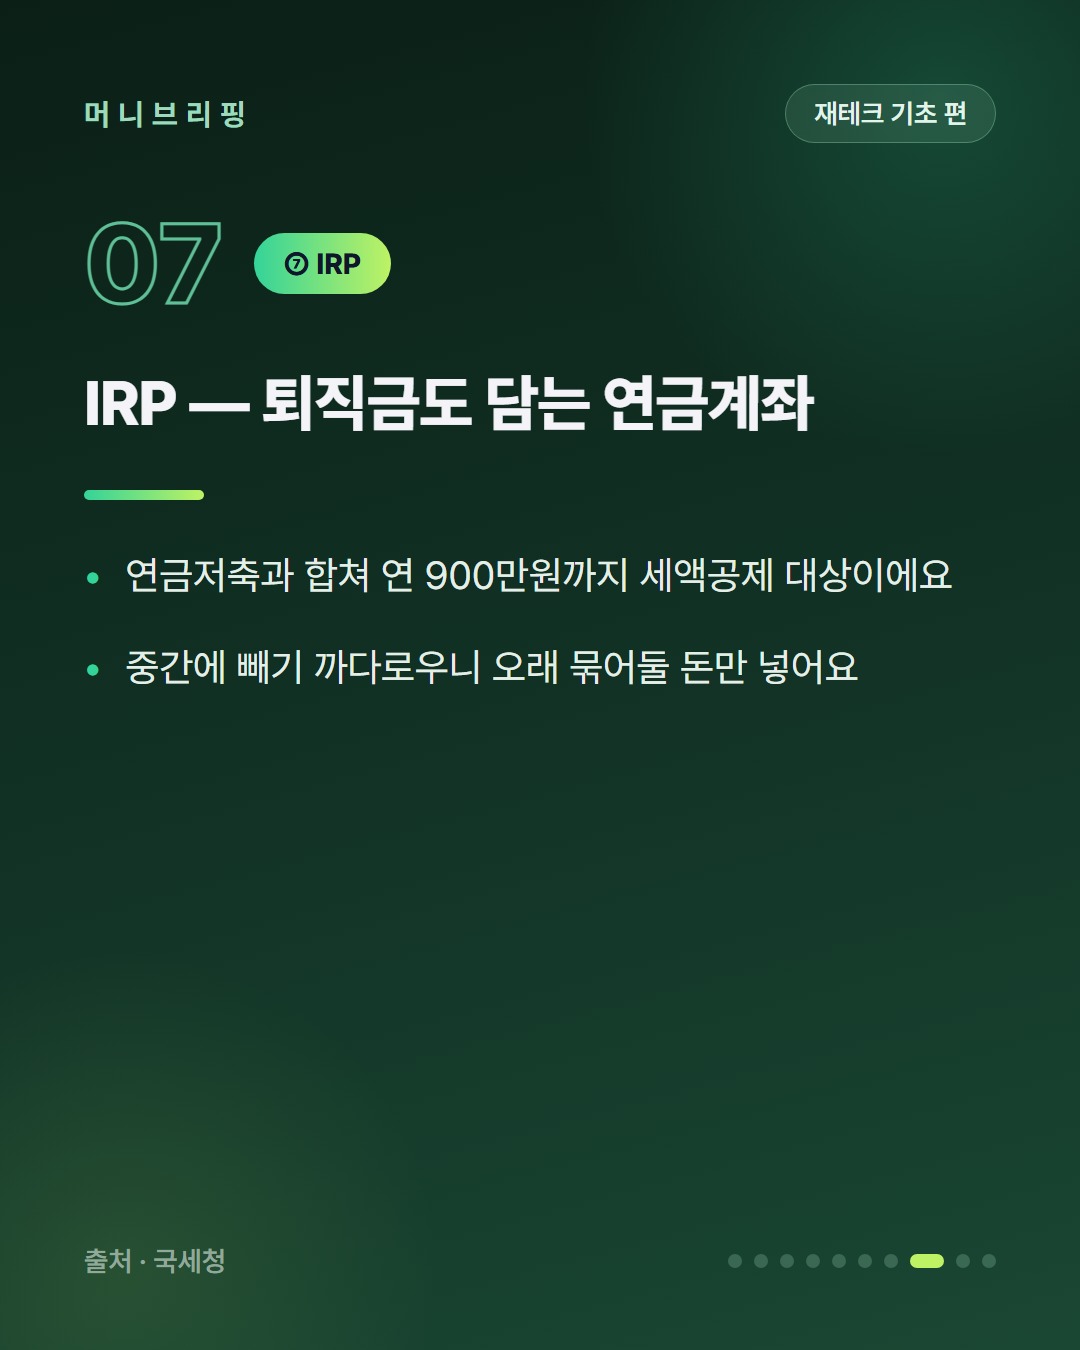 머니브리핑
재테크 기초 편
07
⑦ IRP
IRP — 퇴직금도 담는 연금계좌
• 연금저축과 합쳐 연 900만원까지 세액공제 대상이에요
• 중간에 빼기 까다로우니 오래 묶어둘 돈만 넣어요
출처 · 국세청